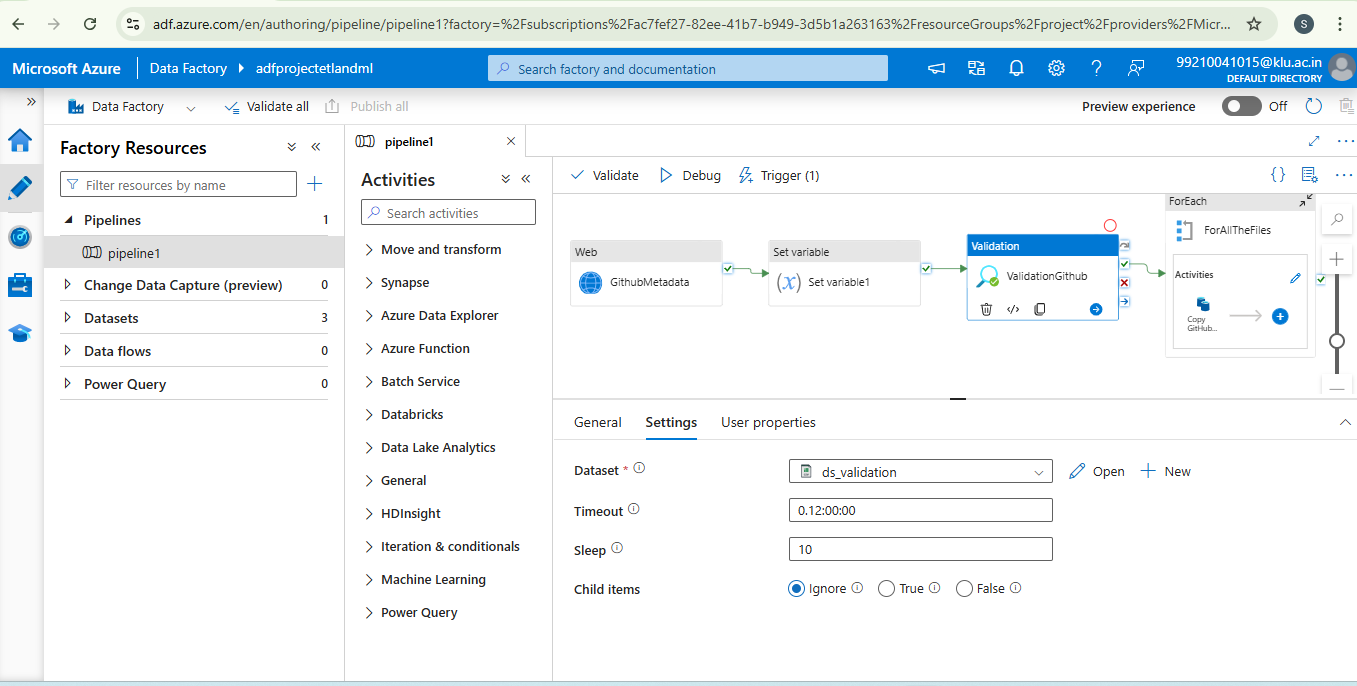 adf.azure.com/en/authoring/pipeline/pipeline1?factory=%2Fsubscriptions%2Fac7fef27-82ee-41b7-b949-3d5b1a263163%2FresourceGroups%2Fproject%2Fproviders%2FMicr...
S
Microsoft Azure
Data Factory
adfprojectetlandml
Search factory and documentation
99210041015@klu.ac.in
DEFAULT DIRECTORY
Data Factory
Validate all
Publish all
Preview experience
Off
Factory Resources
Filter resources by name
Pipelines 1
pipeline1
Change Data Capture (preview) 0
Datasets 3
Data flows 0
Power Query 0
pipeline1
Activities
Search activities
Move and transform
Synapse
Azure Data Explorer
Azure Function
Batch Service
Databricks
Data Lake Analytics
General
HDInsight
Iteration & conditionals
Machine Learning
Power Query
Validate
Debug
Trigger (1)
Web
GithubMetadata
Set variable
(x) Set variable1
Validation
ValidationGithub
ForEach
ForAllTheFiles
Activities
Copy
GitHub...
General
Settings
User properties
Dataset *
ds_validation
Open
New
Timeout
0.12:00:00
Sleep
10
Child items
Ignore
True
False